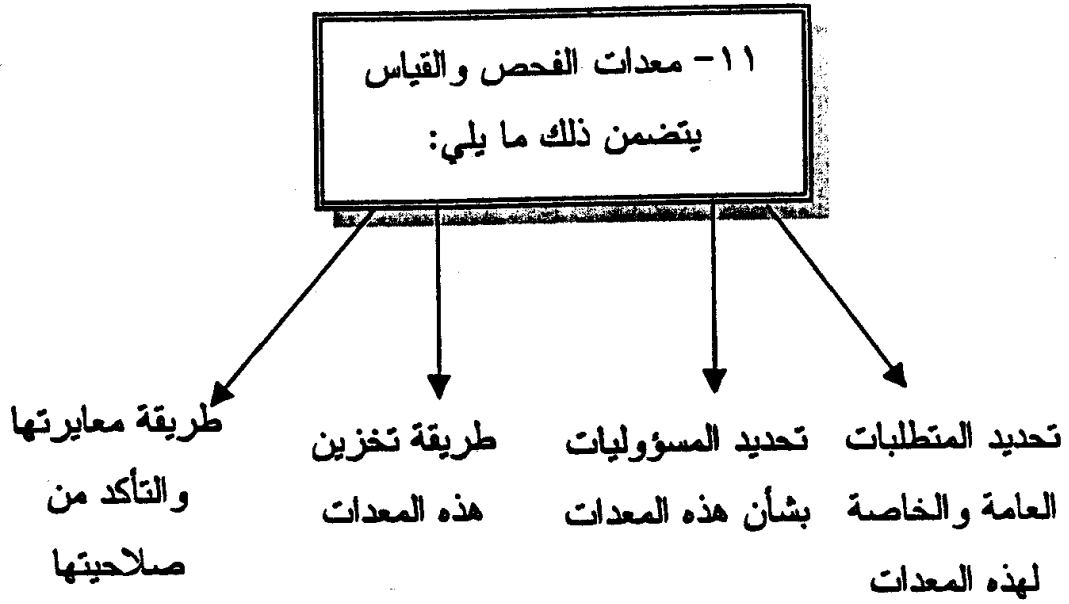 ١١- معدات الفحص والقياس
يتضمن ذلك ما يلي:
تحديد المتطلبات
العامة والخاصة
لهذه المعدات
تحديد المسؤوليات
بشأن هذه المعدات
طريقة تخزين
هذه المعدات
طريقة معايرتها
والتأكد من
صلاحيتها